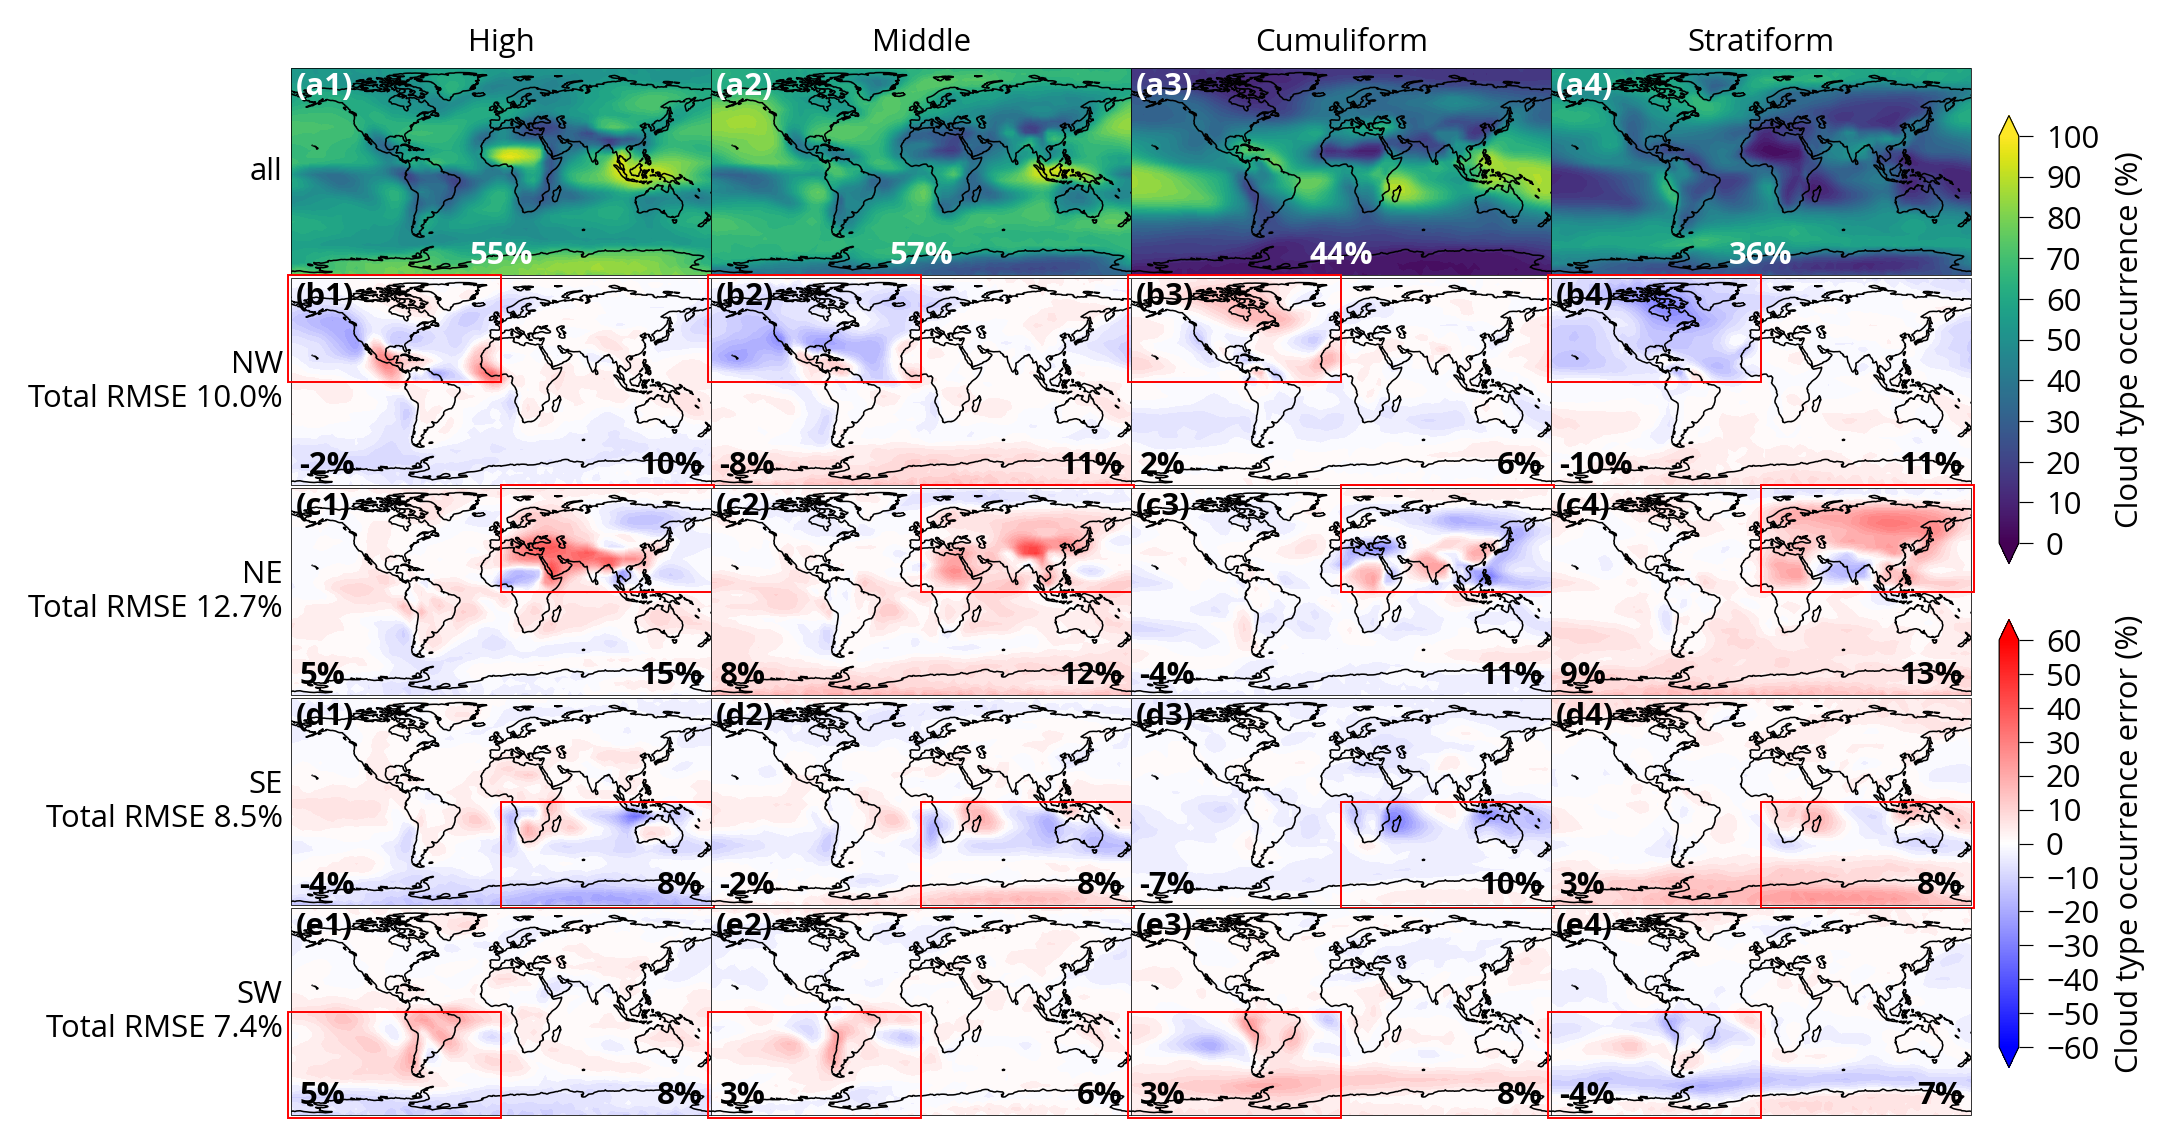 High Middle Cumuliform Stratiform
all
(a1) (a2) (a3) (a4)
55% 57% 44% 36%
NW
Total RMSE 10.0%
(b1) (b2) (b3) (b4)
-2% 10% -8% 11% 2% 6% -10% 11%
NE
Total RMSE 12.7%
(c1) (c2) (c3) (c4)
5% 15% 8% 12% -4% 11% 9% 13%
SE
Total RMSE 8.5%
(d1) (d2) (d3) (d4)
-4% 8% -2% 8% -7% 10% 3% 8%
SW
Total RMSE 7.4%
(e1) (e2) (e3) (e4)
5% 8% 3% 6% 3% 8% -4% 7%
100
90
80
70
60
50
40
30
20
10
0
Cloud type occurrence (%)
60
50
40
30
20
10
0
−10
−20
−30
−40
−50
−60
Cloud type occurrence error (%)